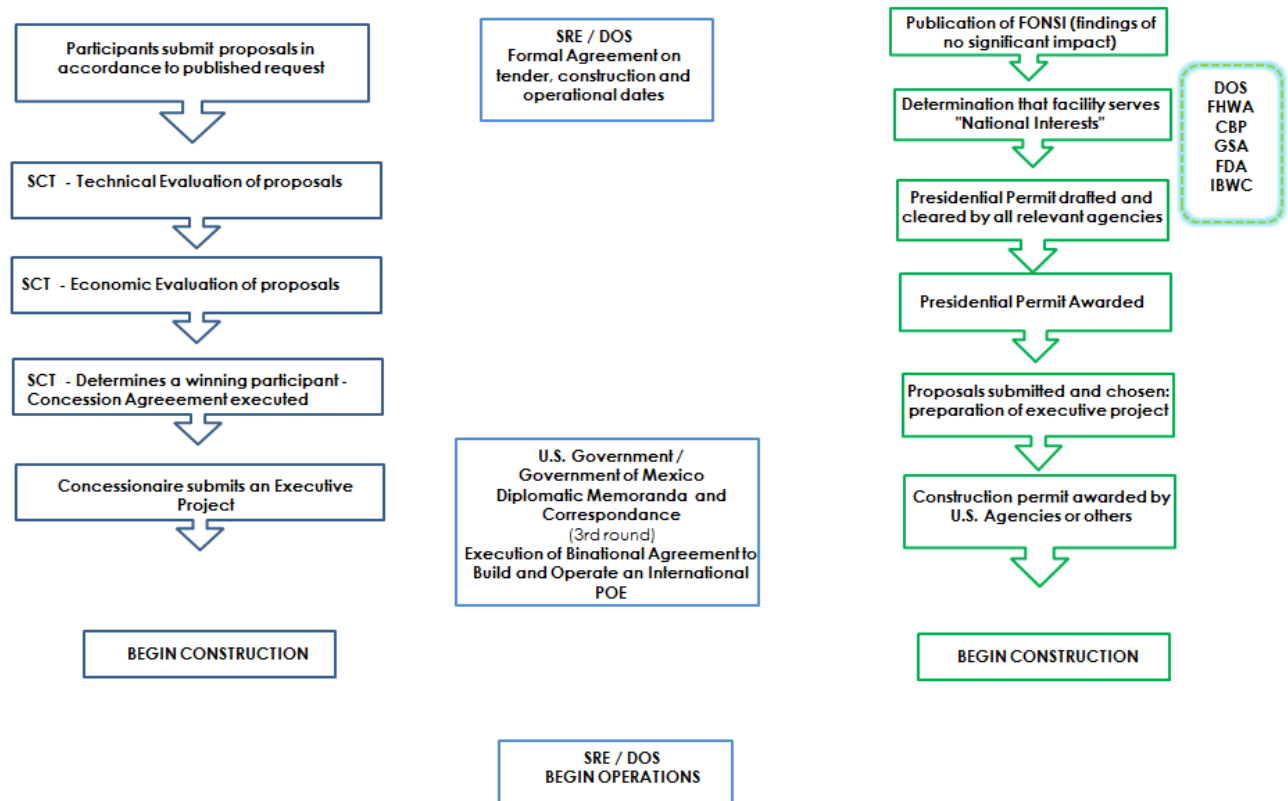 Participants submit proposals in
accordance to published request
SCT - Technical Evaluation of proposals
SCT - Economic Evaluation of proposals
SCT - Determines a winning participant -
Concession Agreeement executed
Concessionaire submits an Executive
Project
BEGIN CONSTRUCTION
SRE / DOS
Formal Agreement on
tender, construction and
operational dates
U.S. Government /
Government of Mexico
Diplomatic Memoranda and
Correspondance
(3rd round)
Execution of Binational Agreement to
Build and Operate an International
POE
SRE / DOS
BEGIN OPERATIONS
Publication of FONSI (findings of
no significant impact)
Determination that facility serves
"National Interests"
Presidential Permit drafted and
cleared by all relevant agencies
Presidential Permit Awarded
Proposals submitted and chosen:
preparation of executive project
Construction permit awarded by
U.S. Agencies or others
BEGIN CONSTRUCTION
DOS
FHWA
CBP
GSA
FDA
IBWC